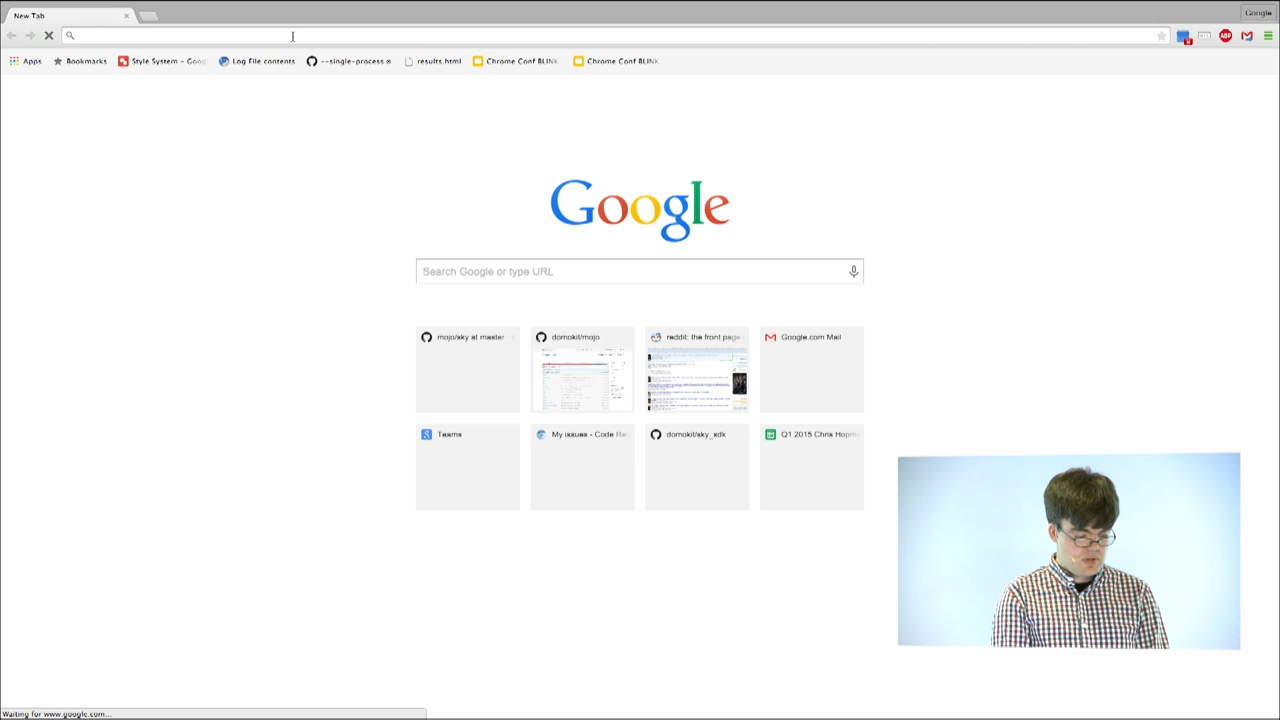 New Tab
Google
Apps
Bookmarks
Style System - Goog
Log File contents
--single-process
results.html
Chrome Conf BLINK
Chrome Conf BLINK
Google
Search Google or type URL
mojo/sky at master
domokit/mojo
reddit: the front page
Google.com Mail
Teams
My issues - Code Re
domokit/sky_sdk
Q1 2015 Chris Hopm
Waiting for www.google.com...